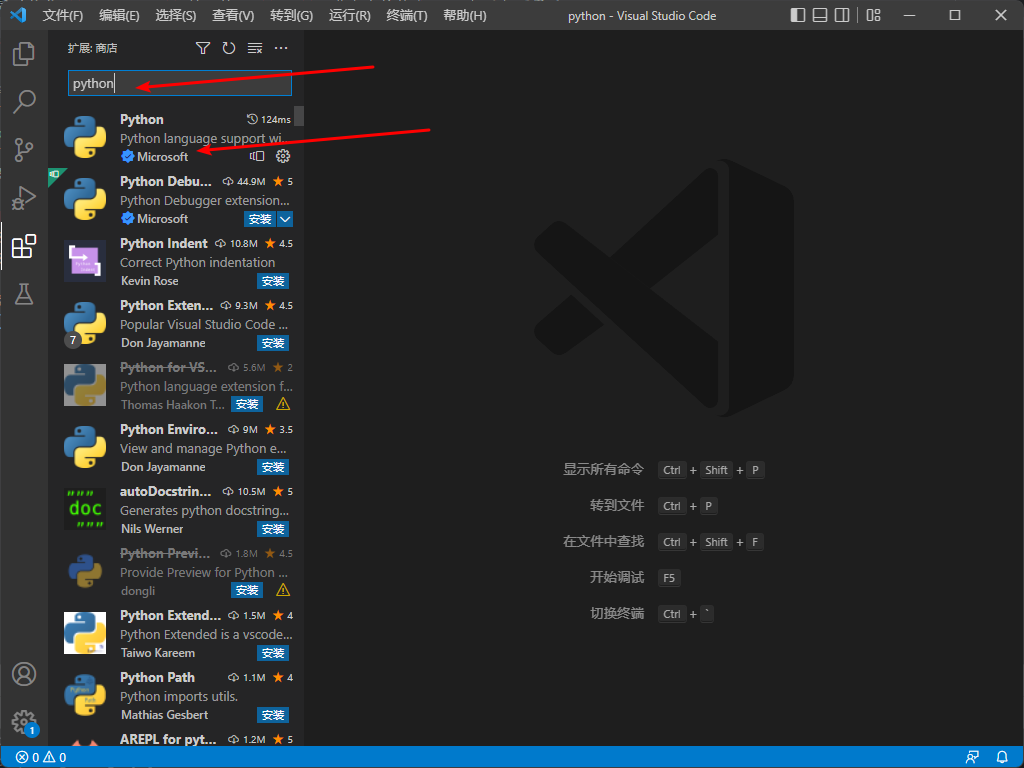 文件(F) 编辑(E) 选择(S) 查看(V) 转到(G) 运行(R) 终端(T) 帮助(H) python - Visual Studio Code
扩展: 商店
python
Python 124ms
Python language support wi...
Microsoft
Python Debu... 44.9M 5
Python Debugger extension...
Microsoft 安装
Python Indent 10.8M 4.5
Correct Python indentation
Kevin Rose 安装
Python Exten... 9.3M 4.5
Popular Visual Studio Code ...
7 Don Jayamanne 安装
Python for VS... 5.6M 2
Python language extension f...
Thomas Haakon T... 安装
Python Enviro... 9M 3.5
View and manage Python e...
Don Jayamanne 安装
autoDocstrin... 10.5M 5
""" doc """
Generates python docstring...
Nils Werner 安装
Python Previ... 1.8M 4.5
Provide Preview for Python ...
dongli 安装
Python Extend... 1.5M 4
Python Extended is a vscode...
Taiwo Kareem 安装
Python Path 1.1M 4
Python imports utils.
Mathias Gesbert 安装
AREPL for pyt... 1.2M 5
显示所有命令 Ctrl + Shift + P
转到文件 Ctrl + P
在文件中查找 Ctrl + Shift + F
开始调试 F5
切换终端 Ctrl + `
1
0 0